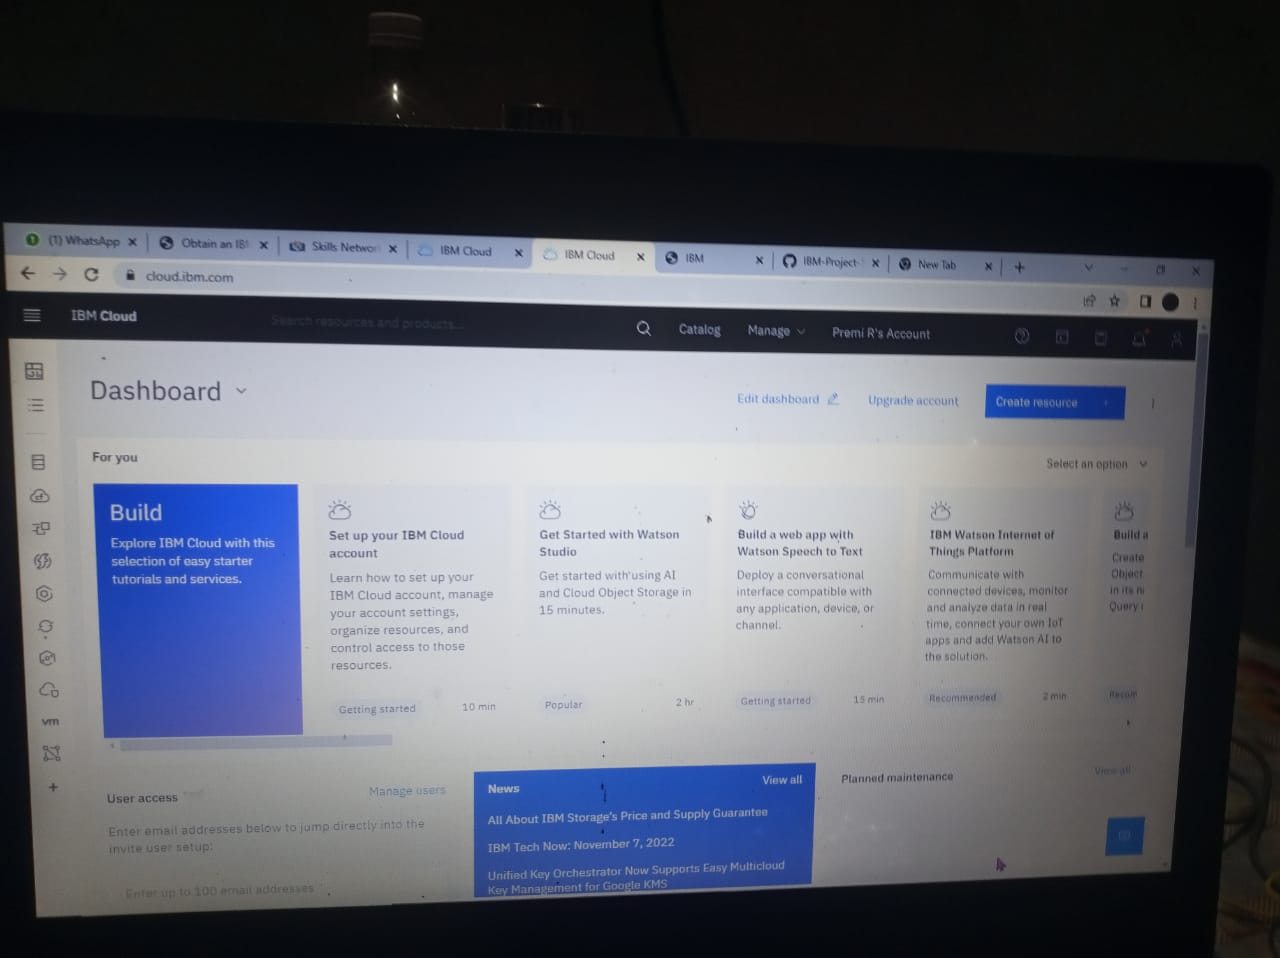 (1) WhatsApp
Obtain an IB
Skills Networ
IBM Cloud
IBM Cloud
IBM
IBM-Project-
New Tab
cloud.ibm.com
IBM Cloud
Search resources and products...
Catalog
Manage
Premi R's Account
Dashboard
Edit dashboard
Upgrade account
Create resource +
For you
Select an option
Build
Explore IBM Cloud with this
selection of easy starter
tutorials and services.
Set up your IBM Cloud
account
Learn how to set up your
IBM Cloud account, manage
your account settings,
organize resources, and
control access to those
resources.
Getting started
10 min
Get Started with Watson
Studio
Get started with using AI
and Cloud Object Storage in
15 minutes.
Popular
2 hr
Build a web app with
Watson Speech to Text
Deploy a conversational
interface compatible with
any application, device, or
channel.
Getting started
15 min
IBM Watson Internet of
Things Platform
Communicate with
connected devices, monitor
and analyze data in real
time, connect your own IoT
apps and add Watson AI to
the solution.
Recommended
2 min
Build a
Create
Object
in its n
Query
Recom
vm
User access
Manage users
Enter email addresses below to jump directly into the
invite user setup:
Enter up to 100 email addresses
News
View all
All About IBM Storage's Price and Supply Guarantee
IBM Tech Now: November 7, 2022
Unified Key Orchestrator Now Supports Easy Multicloud
Key Management for Google KMS
Planned maintenance
View all